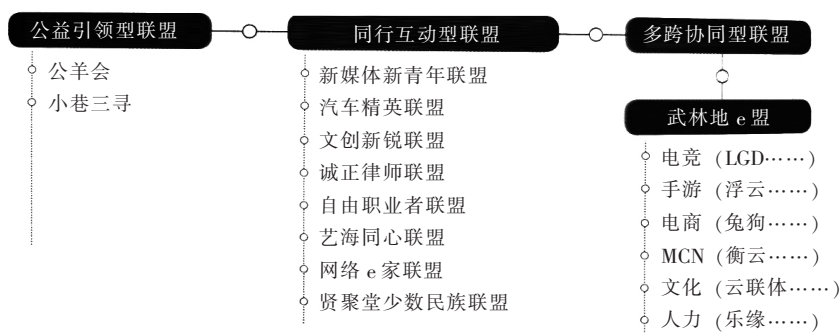 公益引领型联盟
公羊会
小巷三寻
同行互动型联盟
新媒体新青年联盟
汽车精英联盟
文创新锐联盟
诚正律师联盟
自由职业者联盟
艺海同心联盟
网络 e 家联盟
贤聚堂少数民族联盟
多跨协同型联盟
武林地 e 盟
电竞（LGD……）
手游（浮云……）
电商（兔狗……）
MCN（衡云……）
文化（云联体……）
人力（乐缘……）